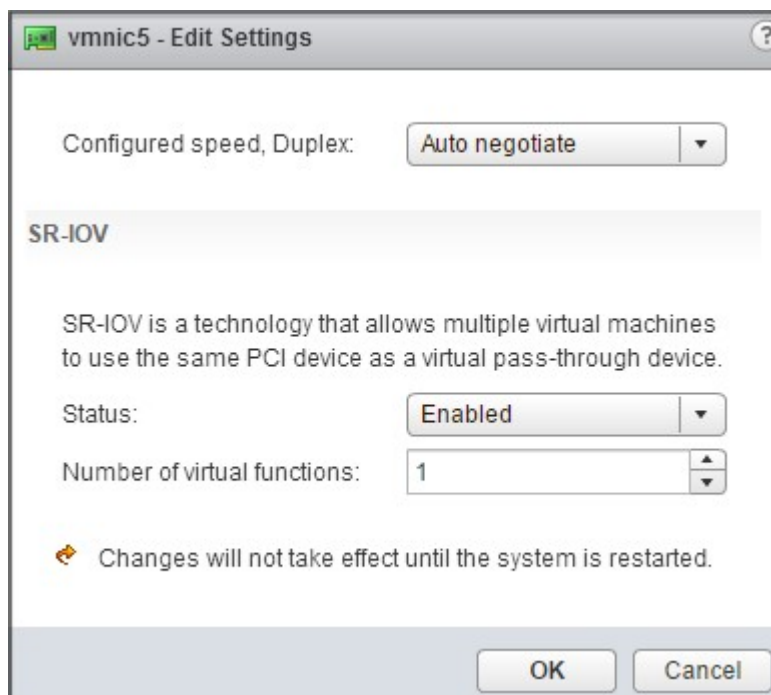 vmnic5 - Edit Settings ?
Configured speed, Duplex: Auto negotiate
SR-IOV
SR-IOV is a technology that allows multiple virtual machines
to use the same PCI device as a virtual pass-through device.
Status: Enabled
Number of virtual functions: 1
Changes will not take effect until the system is restarted.
OK Cancel